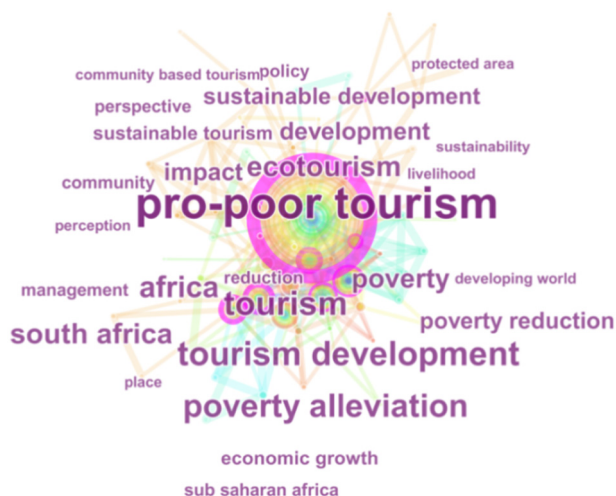 community based tourism policy
protected area
perspective sustainable development
sustainable tourism development
sustainability
impact ecotourism livelihood
community
pro-poor tourism
perception
reduction poverty developing world
management africa
tourism
south africa poverty reduction
tourism development
place
poverty alleviation
economic growth
sub saharan africa